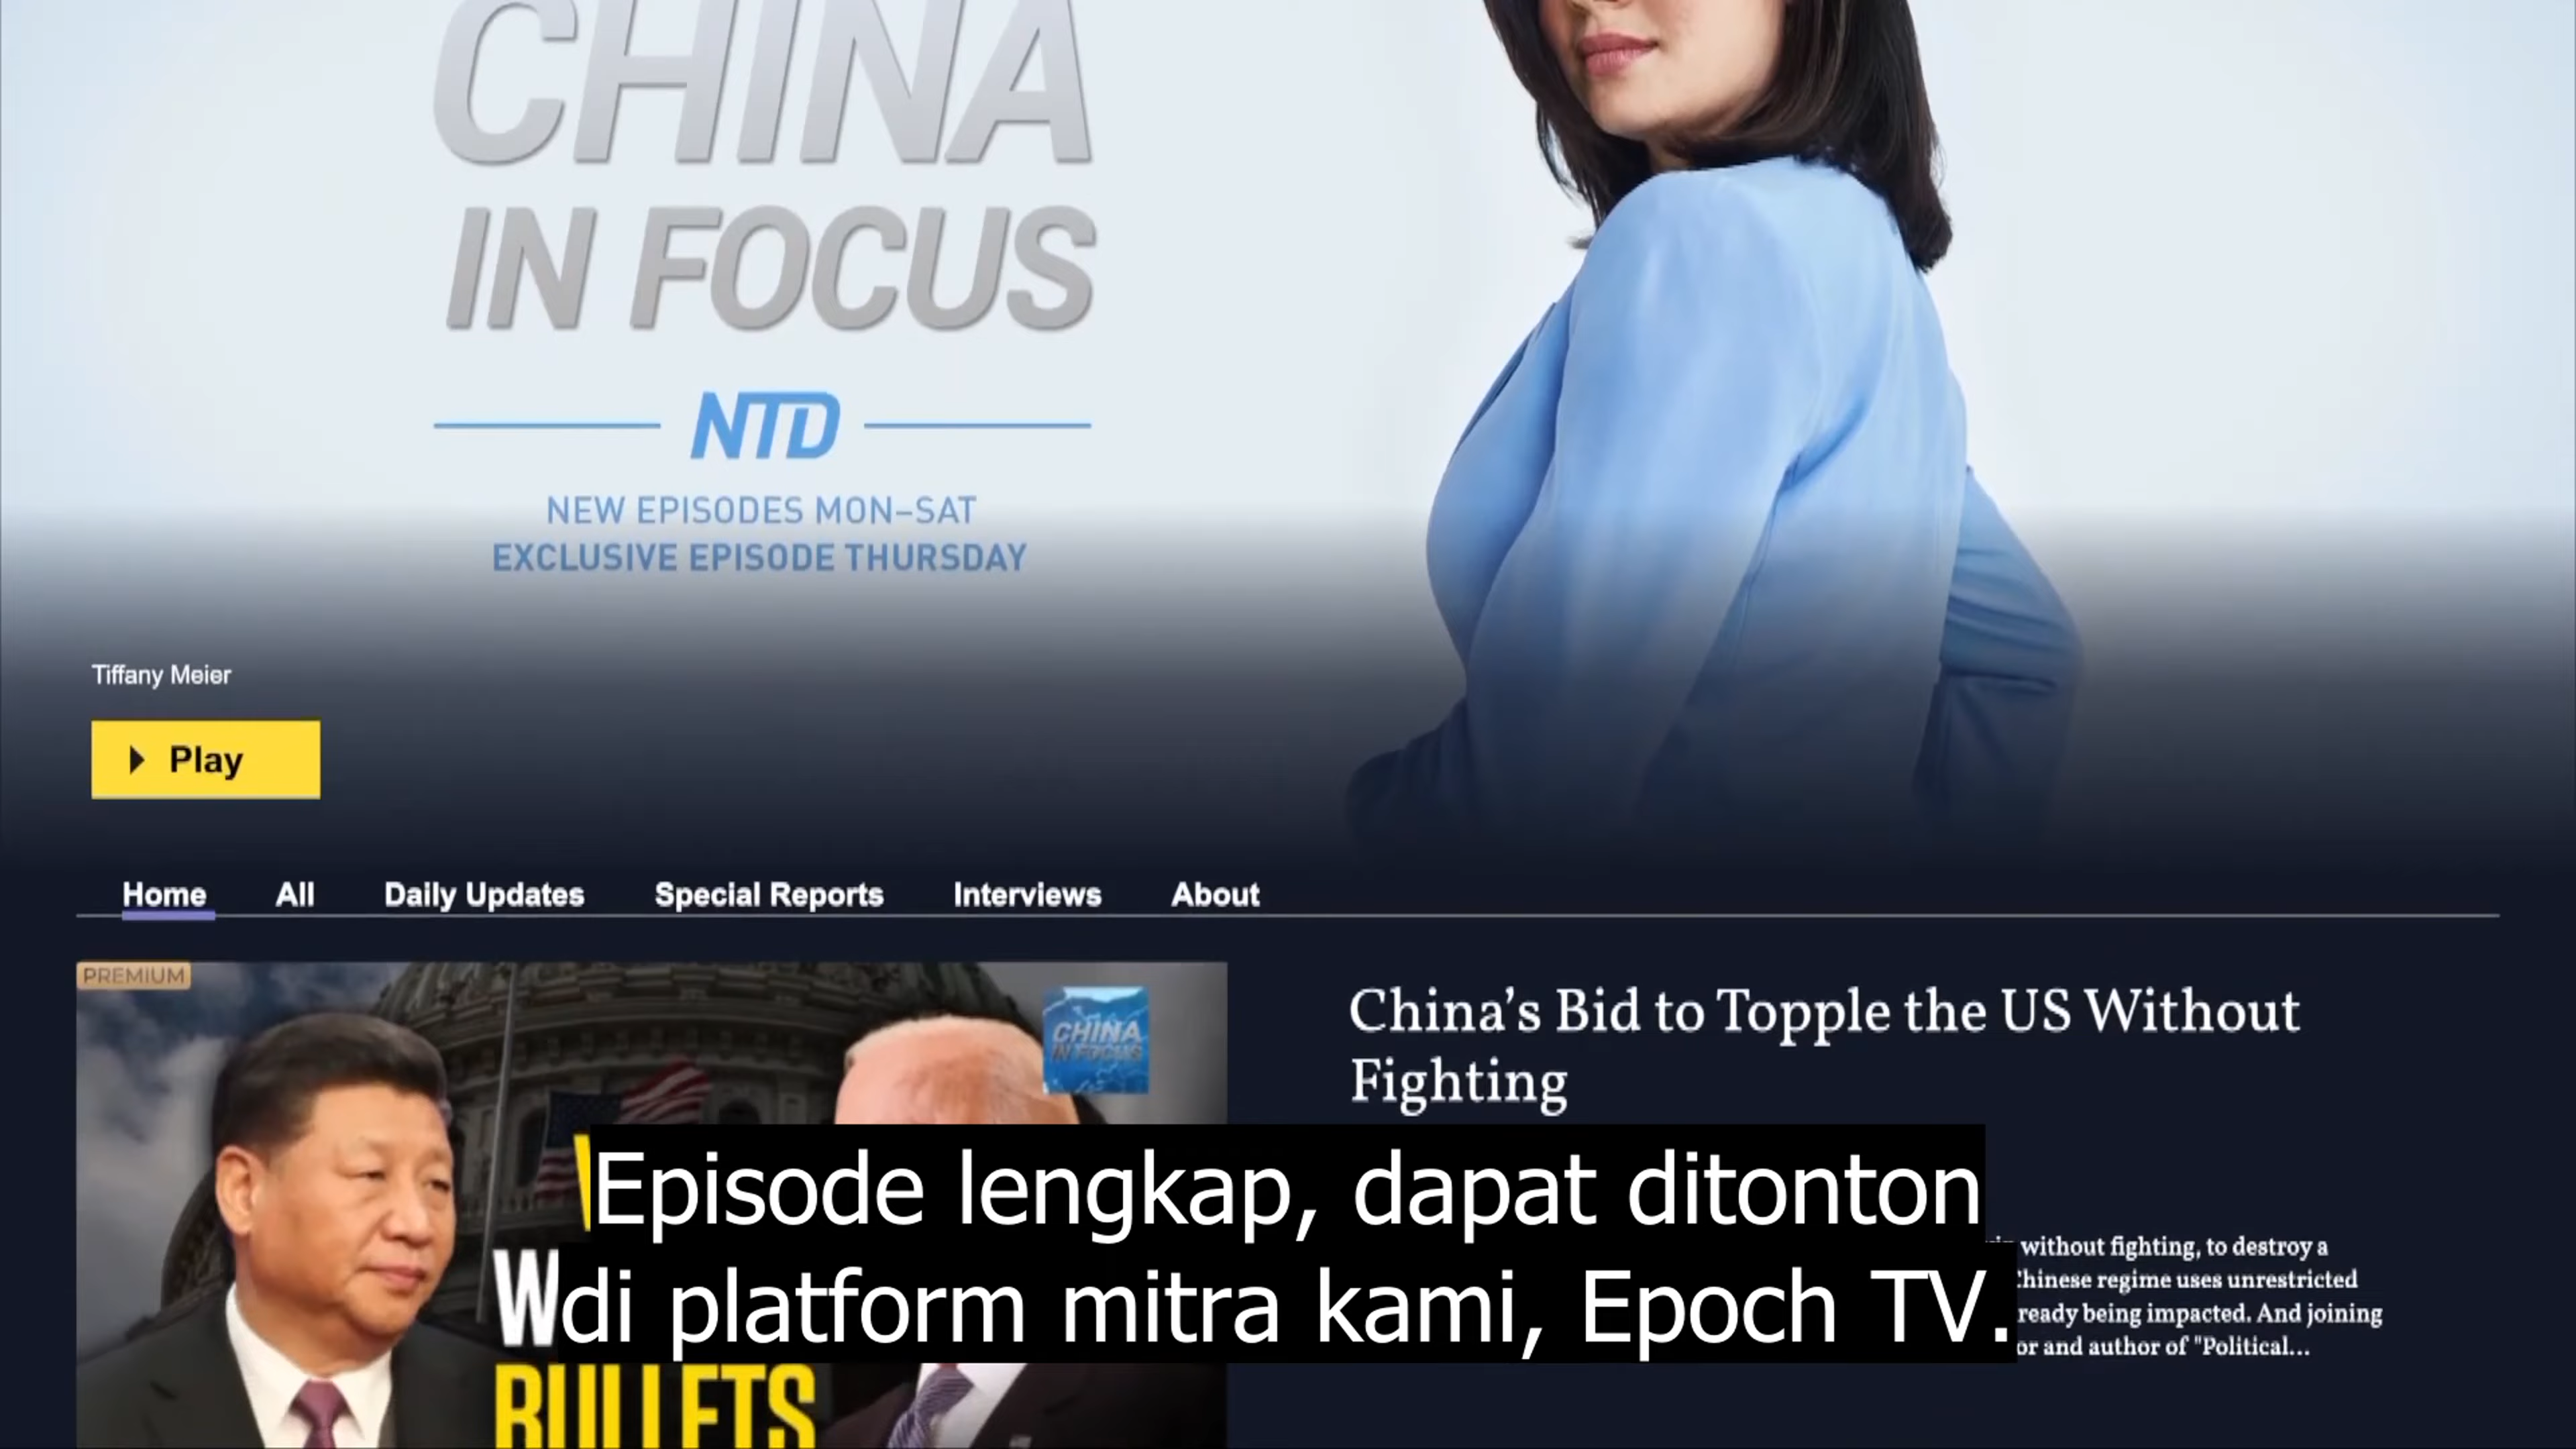 CHINA
IN FOCUS
NTD
NEW EPISODES MON–SAT
EXCLUSIVE EPISODE THURSDAY
Tiffany Meier
Play
Home All Daily Updates Special Reports Interviews About
PREMIUM
CHINA
IN FOCUS
China's Bid to Topple the US Without
Fighting
without fighting, to destroy a
Chinese regime uses unrestricted
being impacted. And joining
and author of "Political...
BULLETS
Episode lengkap, dapat ditonton
di platform mitra kami, Epoch TV.